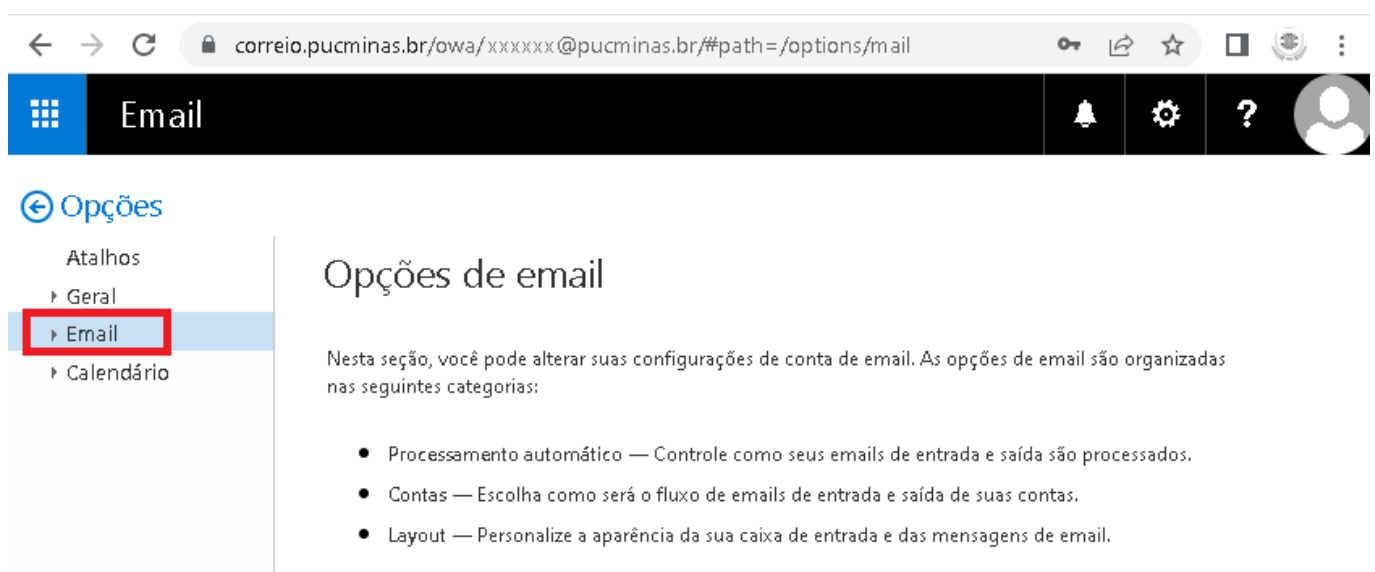 correio.pucminas.br/owa/xxxxxx@pucminas.br/#path=/options/mail
Email
?
Opções
Atalhos
Geral
Email
Calendário
Opções de email
Nesta seção, você pode alterar suas configurações de conta de email. As opções de email são organizadas
nas seguintes categorias:
• Processamento automático — Controle como seus emails de entrada e saída são processados.
• Contas — Escolha como será o fluxo de emails de entrada e saída de suas contas.
• Layout — Personalize a aparência da sua caixa de entrada e das mensagens de email.